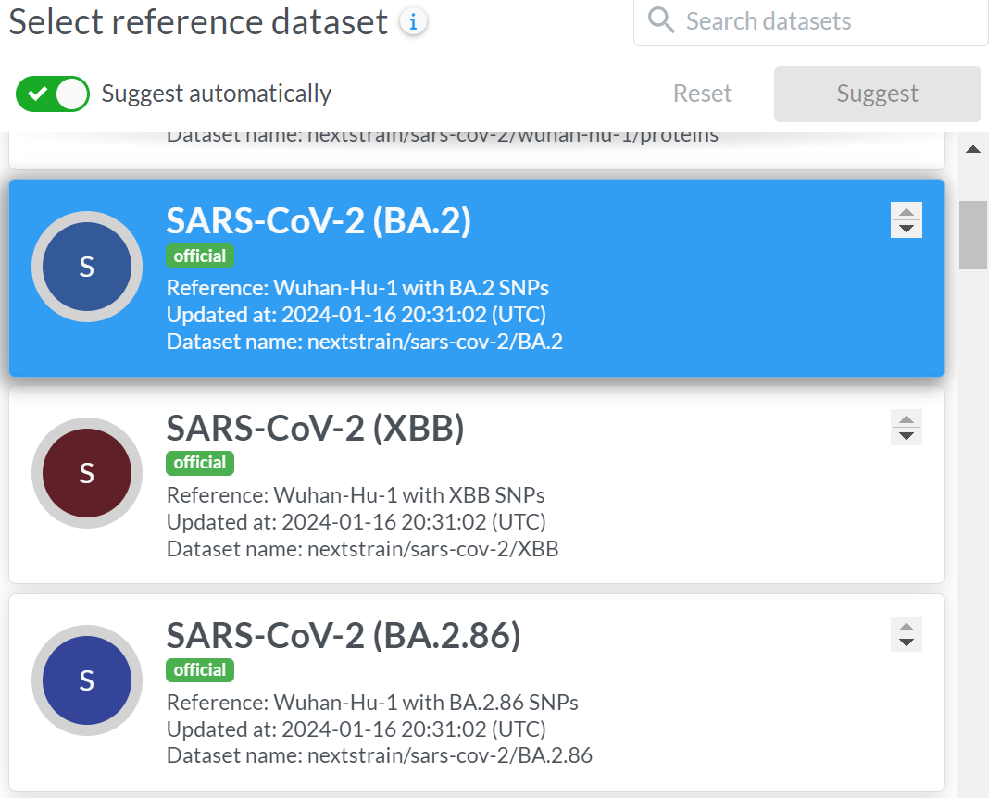 Select reference dataset i
Search datasets
Suggest automatically
Reset
Suggest
Dataset name: nextstrain/sars-cov-2/wuhan-hu-1/proteins
S
SARS-CoV-2 (BA.2)
official
Reference: Wuhan-Hu-1 with BA.2 SNPs
Updated at: 2024-01-16 20:31:02 (UTC)
Dataset name: nextstrain/sars-cov-2/BA.2
S
SARS-CoV-2 (XBB)
official
Reference: Wuhan-Hu-1 with XBB SNPs
Updated at: 2024-01-16 20:31:02 (UTC)
Dataset name: nextstrain/sars-cov-2/XBB
S
SARS-CoV-2 (BA.2.86)
official
Reference: Wuhan-Hu-1 with BA.2.86 SNPs
Updated at: 2024-01-16 20:31:02 (UTC)
Dataset name: nextstrain/sars-cov-2/BA.2.86